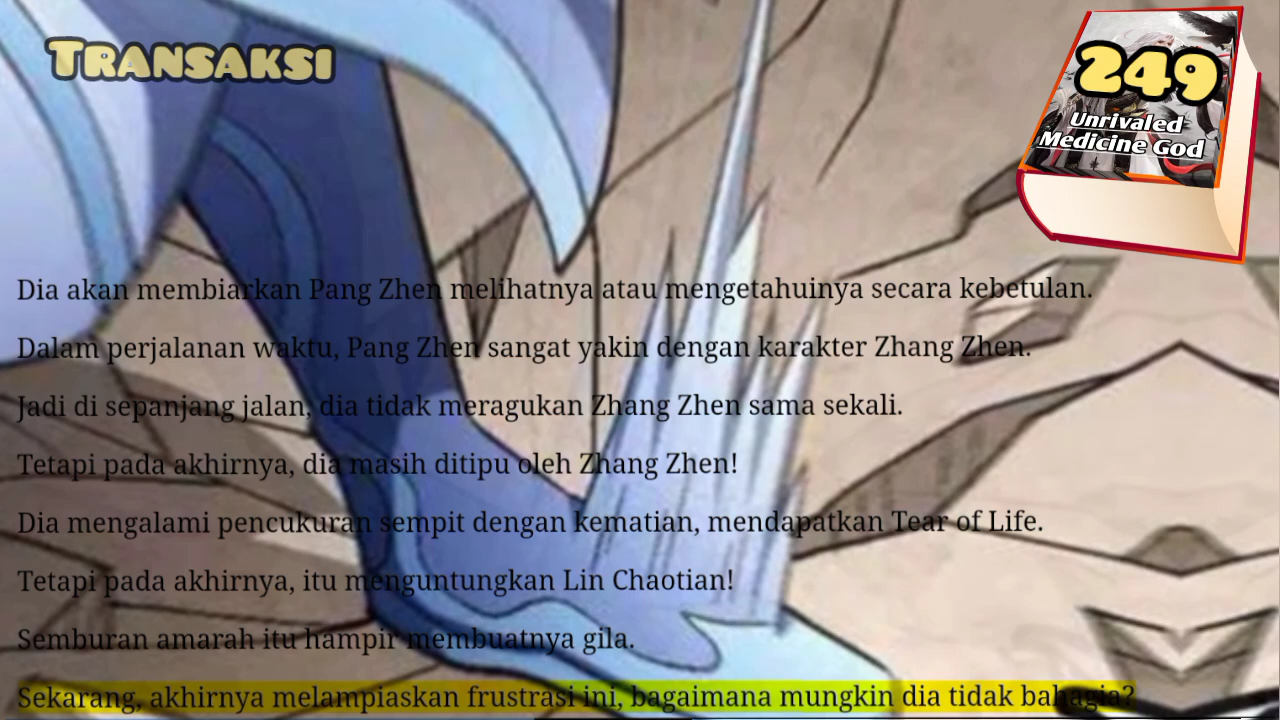 Transaksi
249
Unrivaled
Medicine God
Dia akan membiarkan Pang Zhen melihatnya atau mengetahuinya secara kebetulan.
Dalam perjalanan waktu, Pang Zhen sangat yakin dengan karakter Zhang Zhen.
Jadi di sepanjang jalan, dia tidak meragukan Zhang Zhen sama sekali.
Tetapi pada akhirnya, dia masih ditipu oleh Zhang Zhen!
Dia mengalami pencukuran sempit dengan kematian, mendapatkan Tear of Life.
Tetapi pada akhirnya, itu menguntungkan Lin Chaotian!
Semburan amarah itu hampir membuatnya gila.
Sekarang, akhirnya melampiaskan frustrasi ini, bagaimana mungkin dia tidak bahagia?